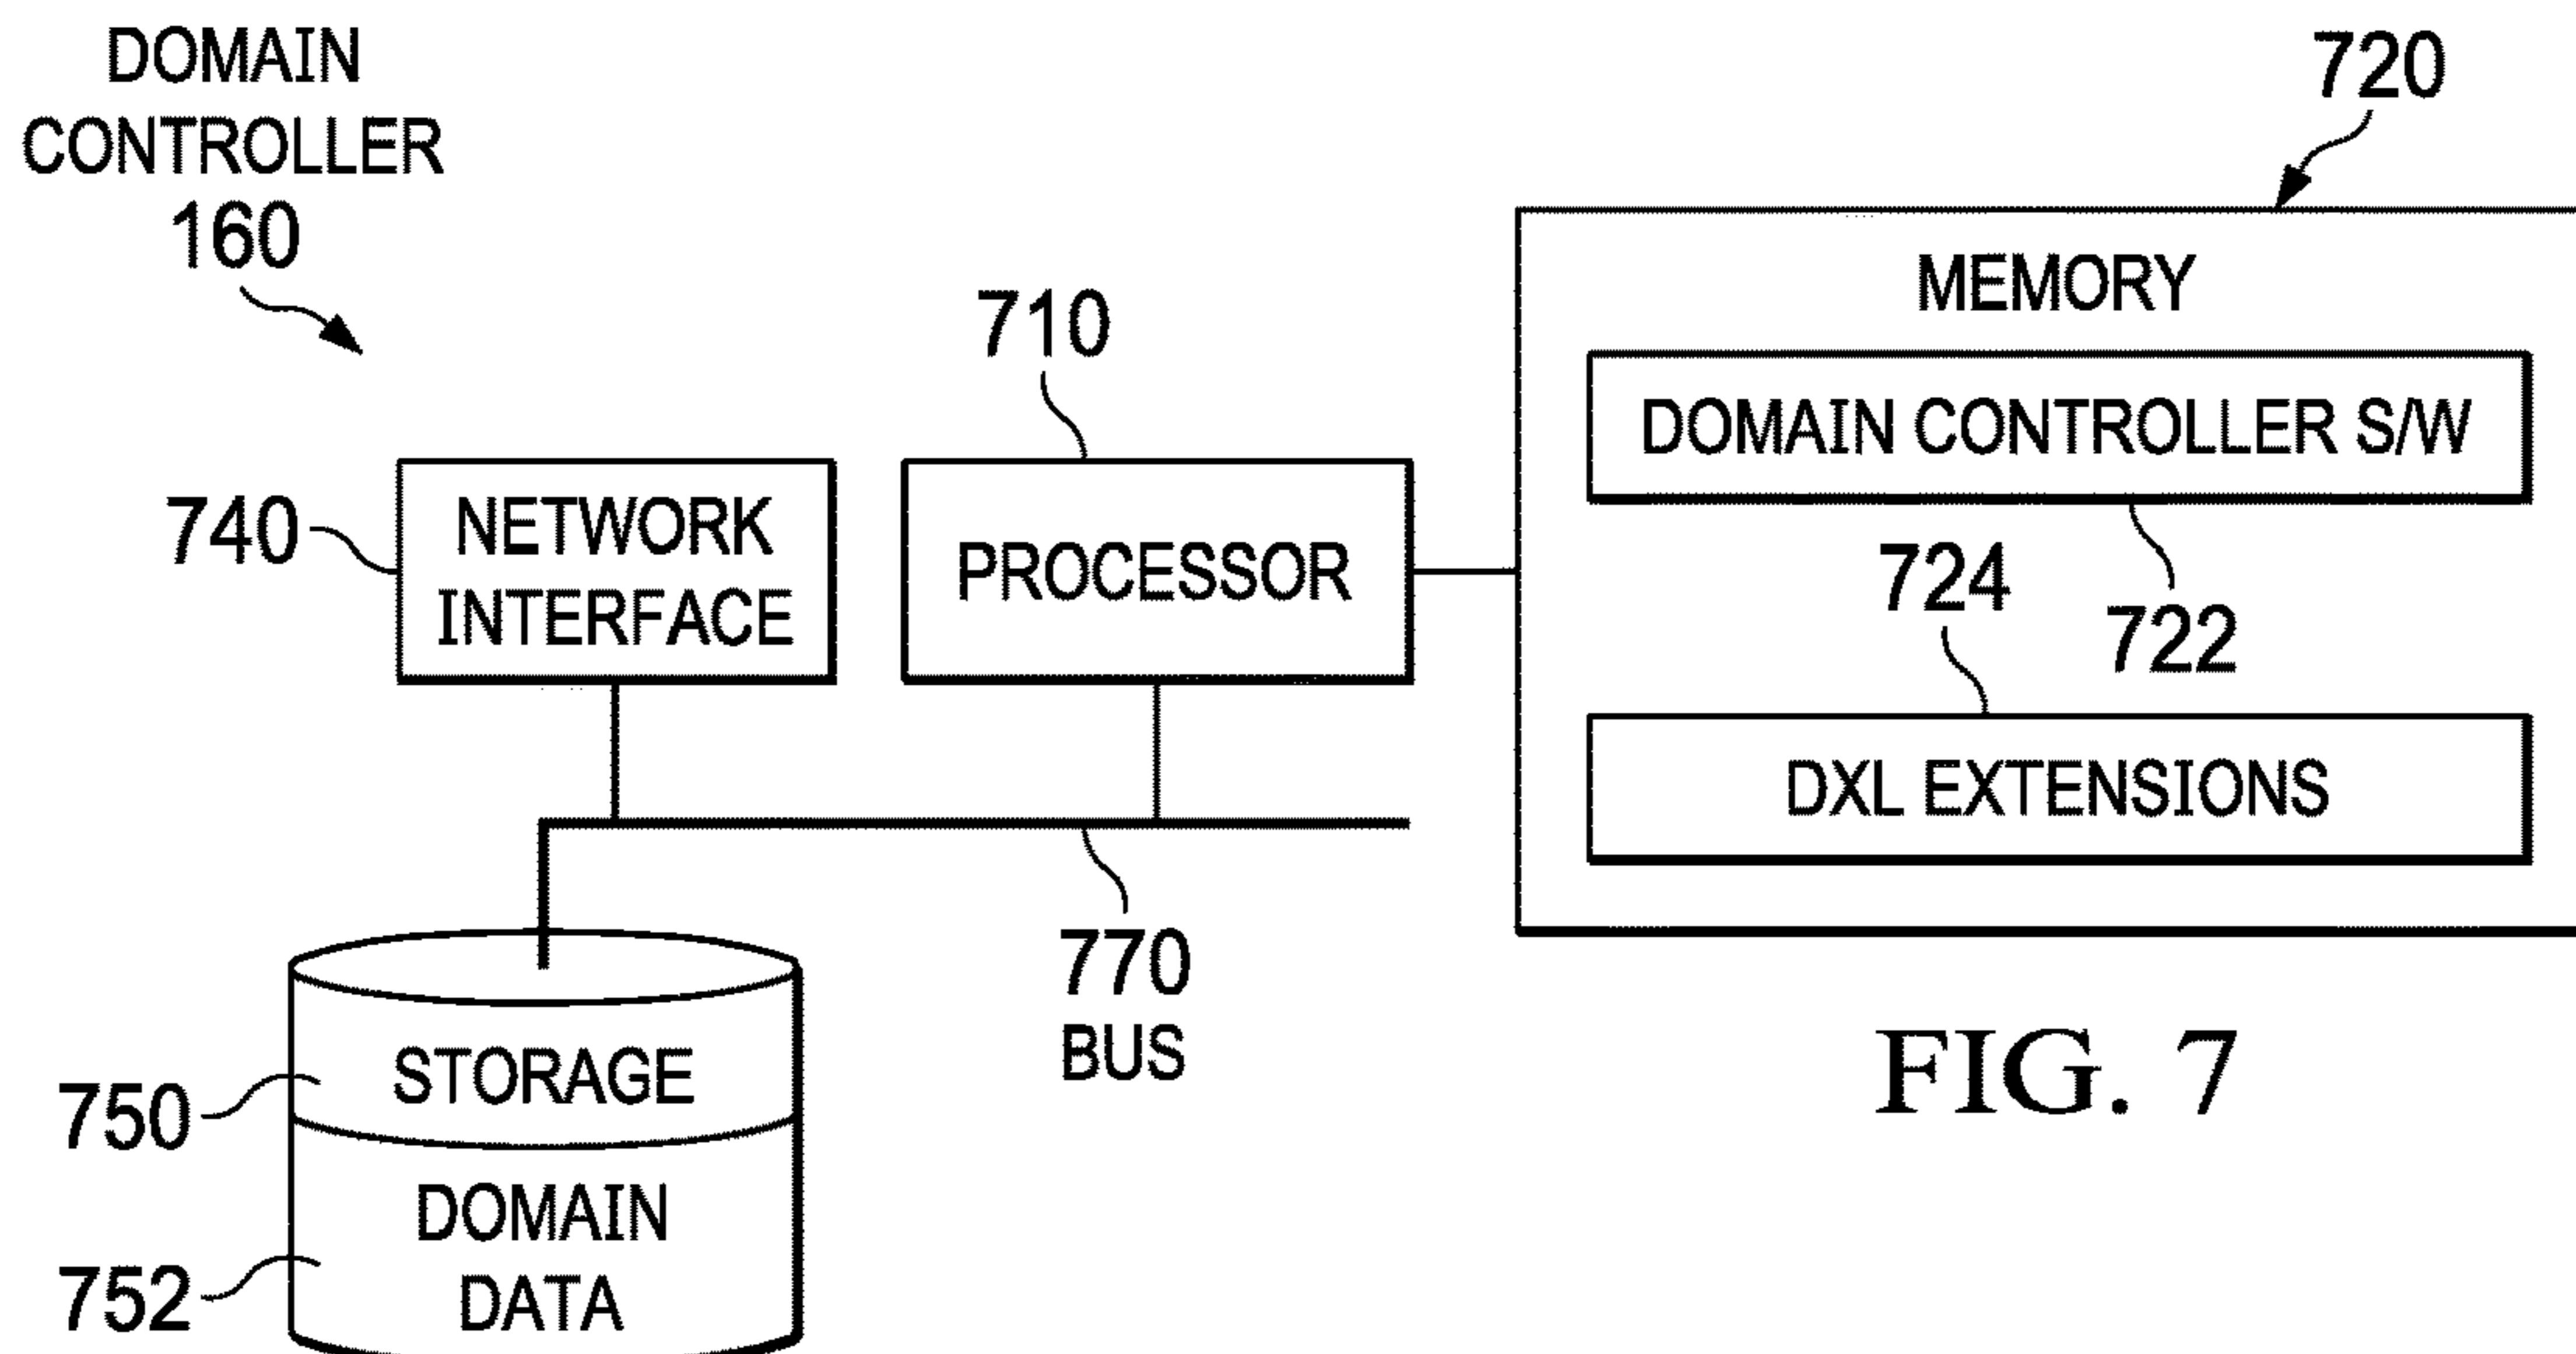 DOMAIN
CONTROLLER
160
720
MEMORY
710
DOMAIN CONTROLLER S/W
740
NETWORK
INTERFACE
PROCESSOR
724
722
DXL EXTENSIONS
770
BUS
750
STORAGE
752
DOMAIN
DATA
FIG. 7